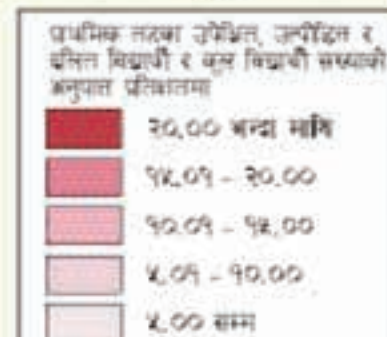 प्राथमिक तहका उपेक्षित, उत्पीडित र
दलित विद्यार्थी र कूल विद्यार्थी संख्याको
अनुपात प्रतिशतमा
२०.०० भन्दा माथि
१५.०१ - २०.००
१०.०१ - १५.००
५.०१ - १०.००
५.०० सम्म